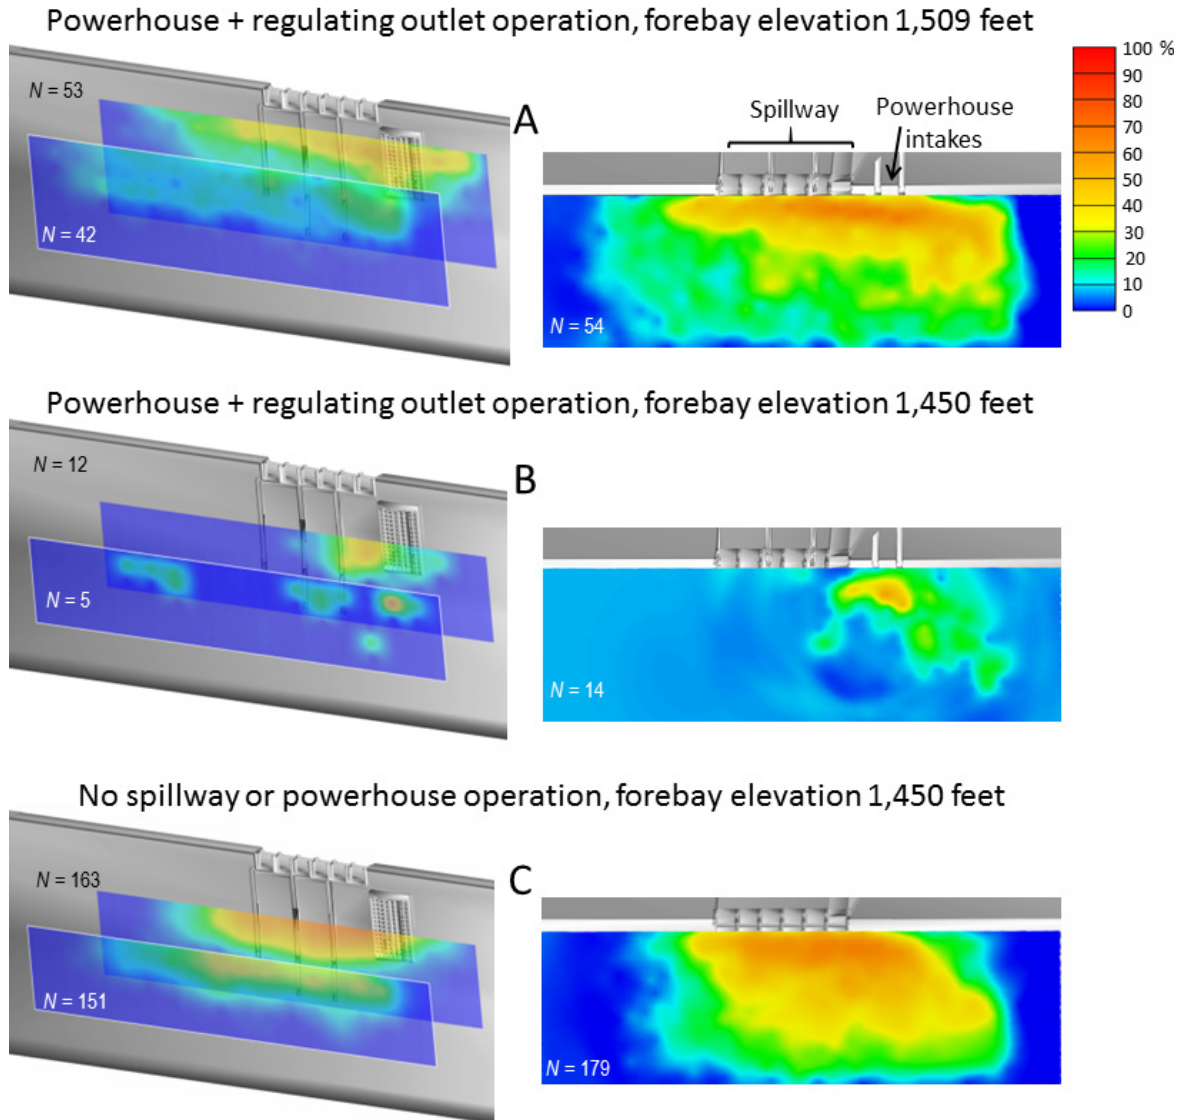 Powerhouse + regulating outlet operation, forebay elevation 1,509 feet
N = 53
N = 42
A
Spillway
Powerhouse
intakes
N = 54
100 %
90
80
70
60
50
40
30
20
10
0
Powerhouse + regulating outlet operation, forebay elevation 1,450 feet
N = 12
N = 5
B
N = 14
No spillway or powerhouse operation, forebay elevation 1,450 feet
N = 163
N = 151
C
N = 179